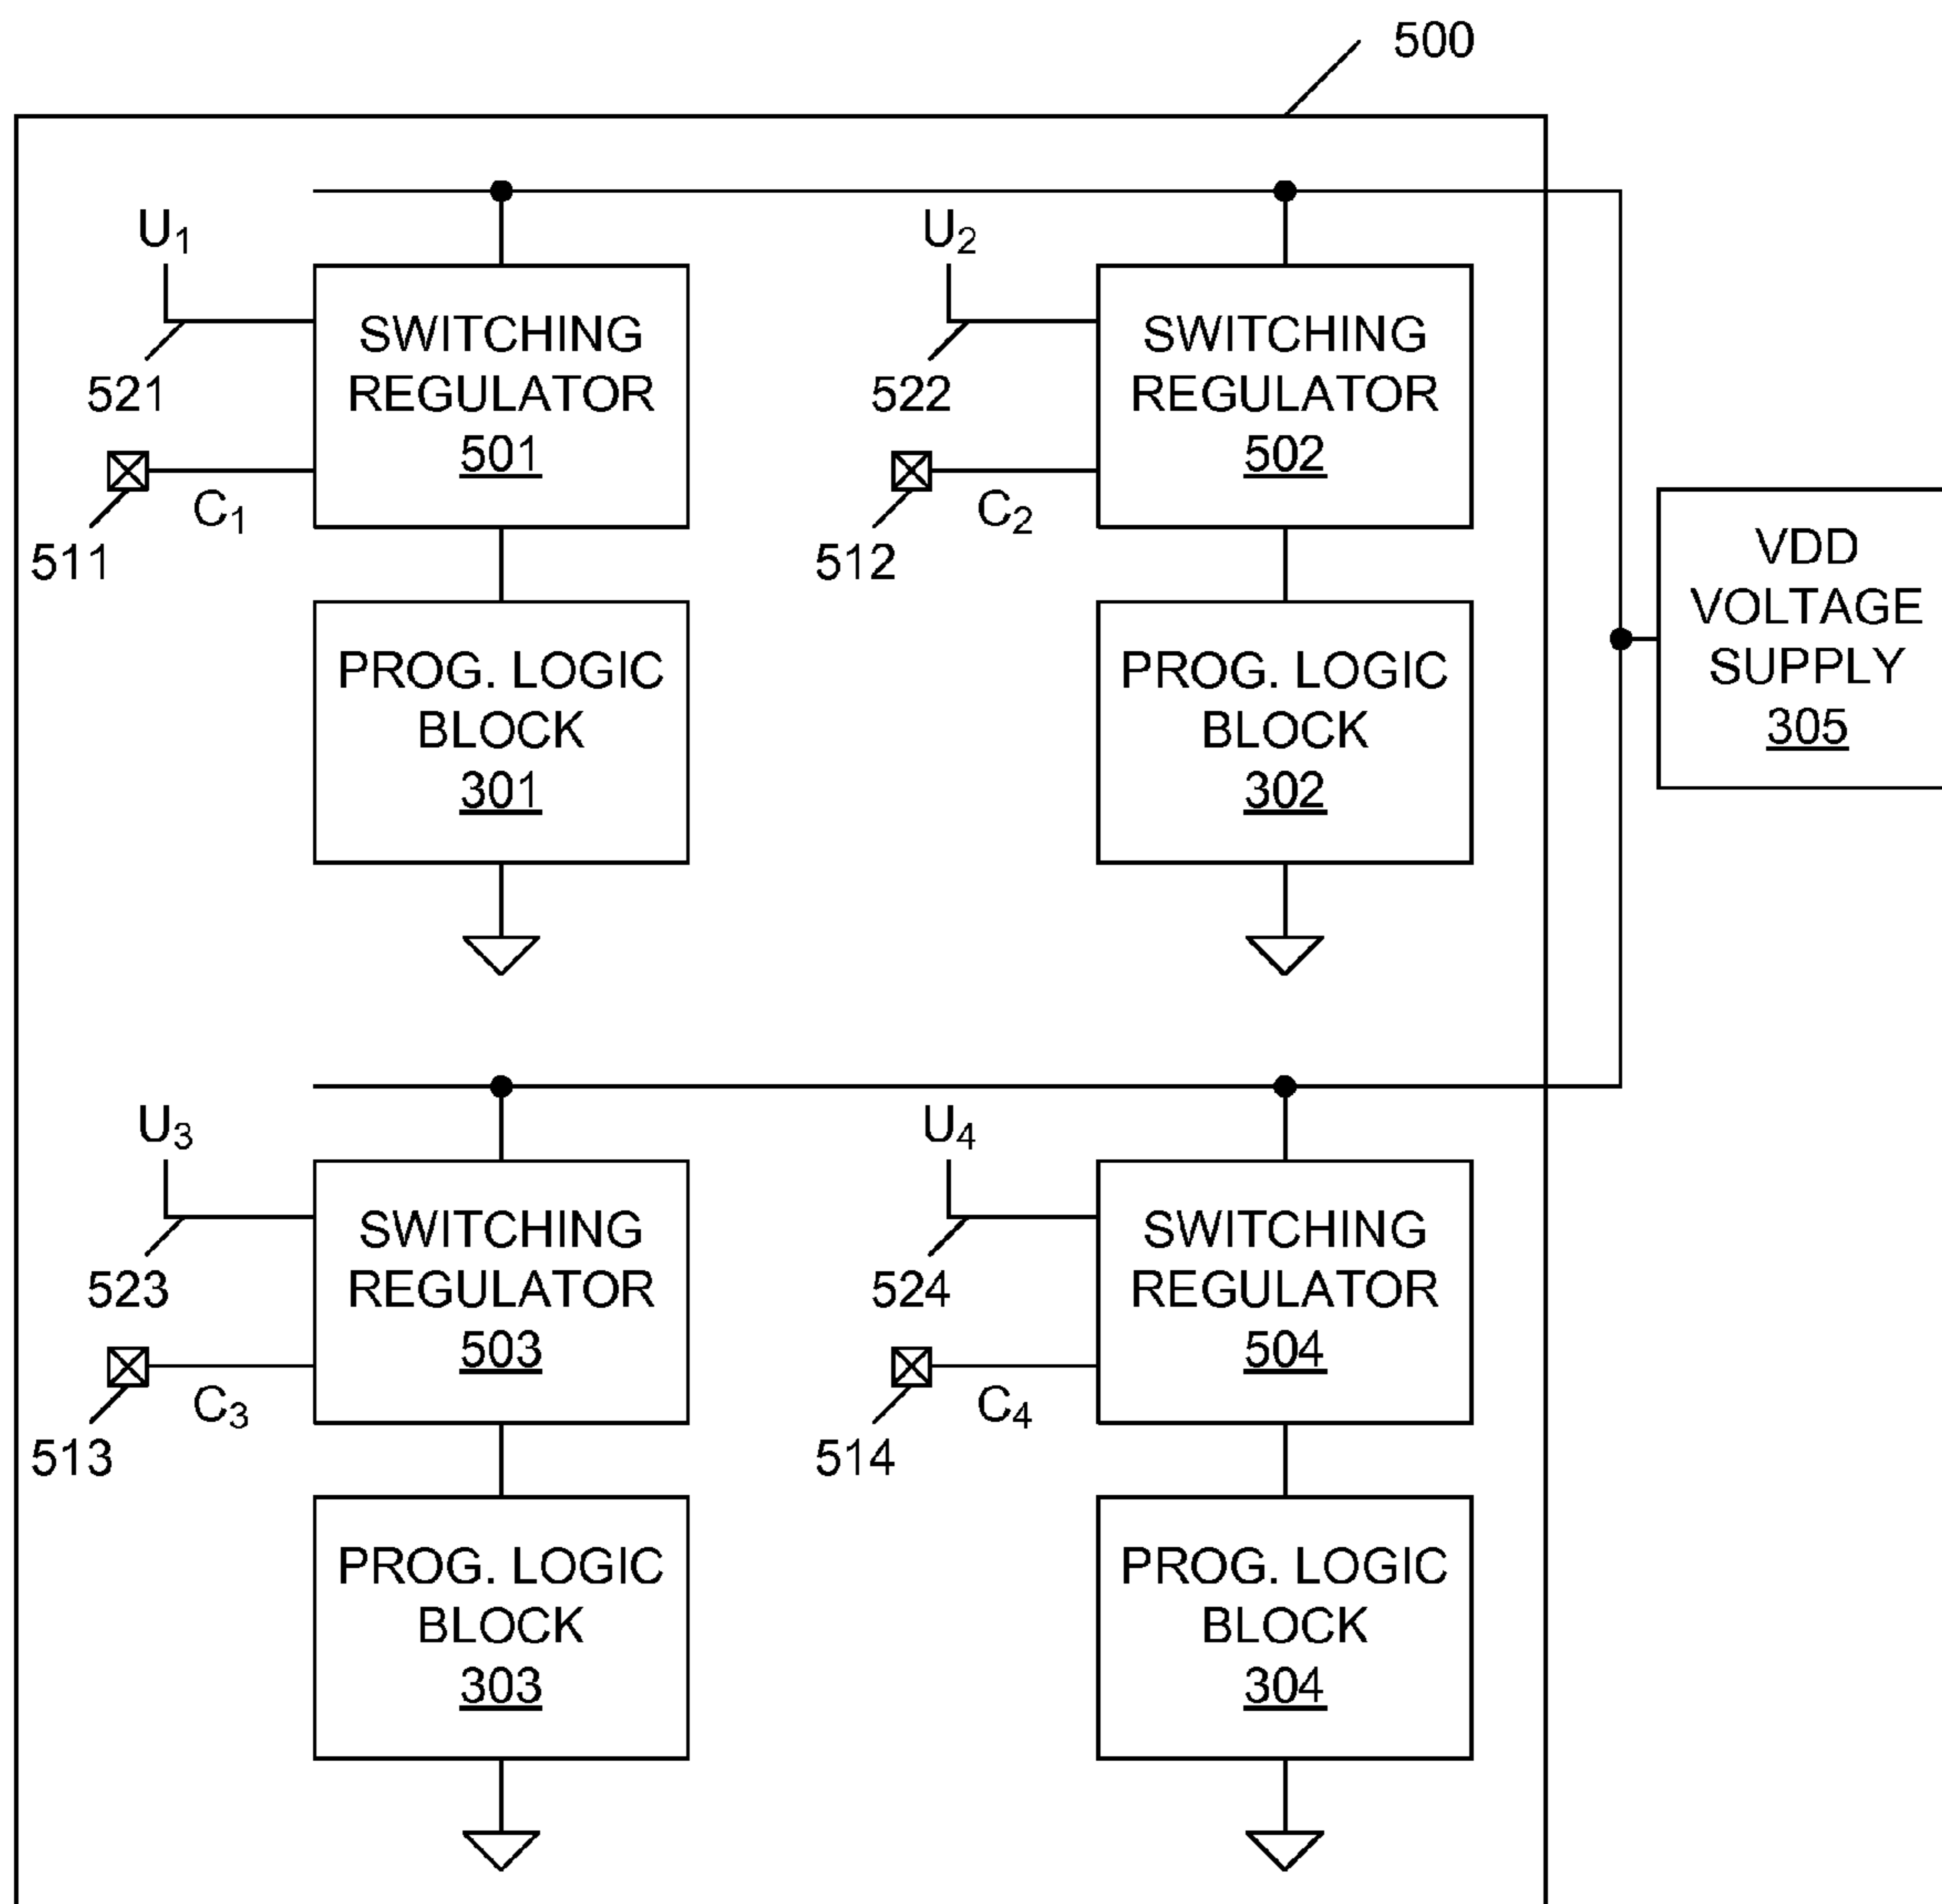 500
U₁
U₂
SWITCHING
REGULATOR
501
521
C₁
511
SWITCHING
REGULATOR
502
522
C₂
512
PROG. LOGIC
BLOCK
301
PROG. LOGIC
BLOCK
302
VDD
VOLTAGE
SUPPLY
305
U₃
U₄
SWITCHING
REGULATOR
503
523
C₃
513
SWITCHING
REGULATOR
504
524
C₄
514
PROG. LOGIC
BLOCK
303
PROG. LOGIC
BLOCK
304